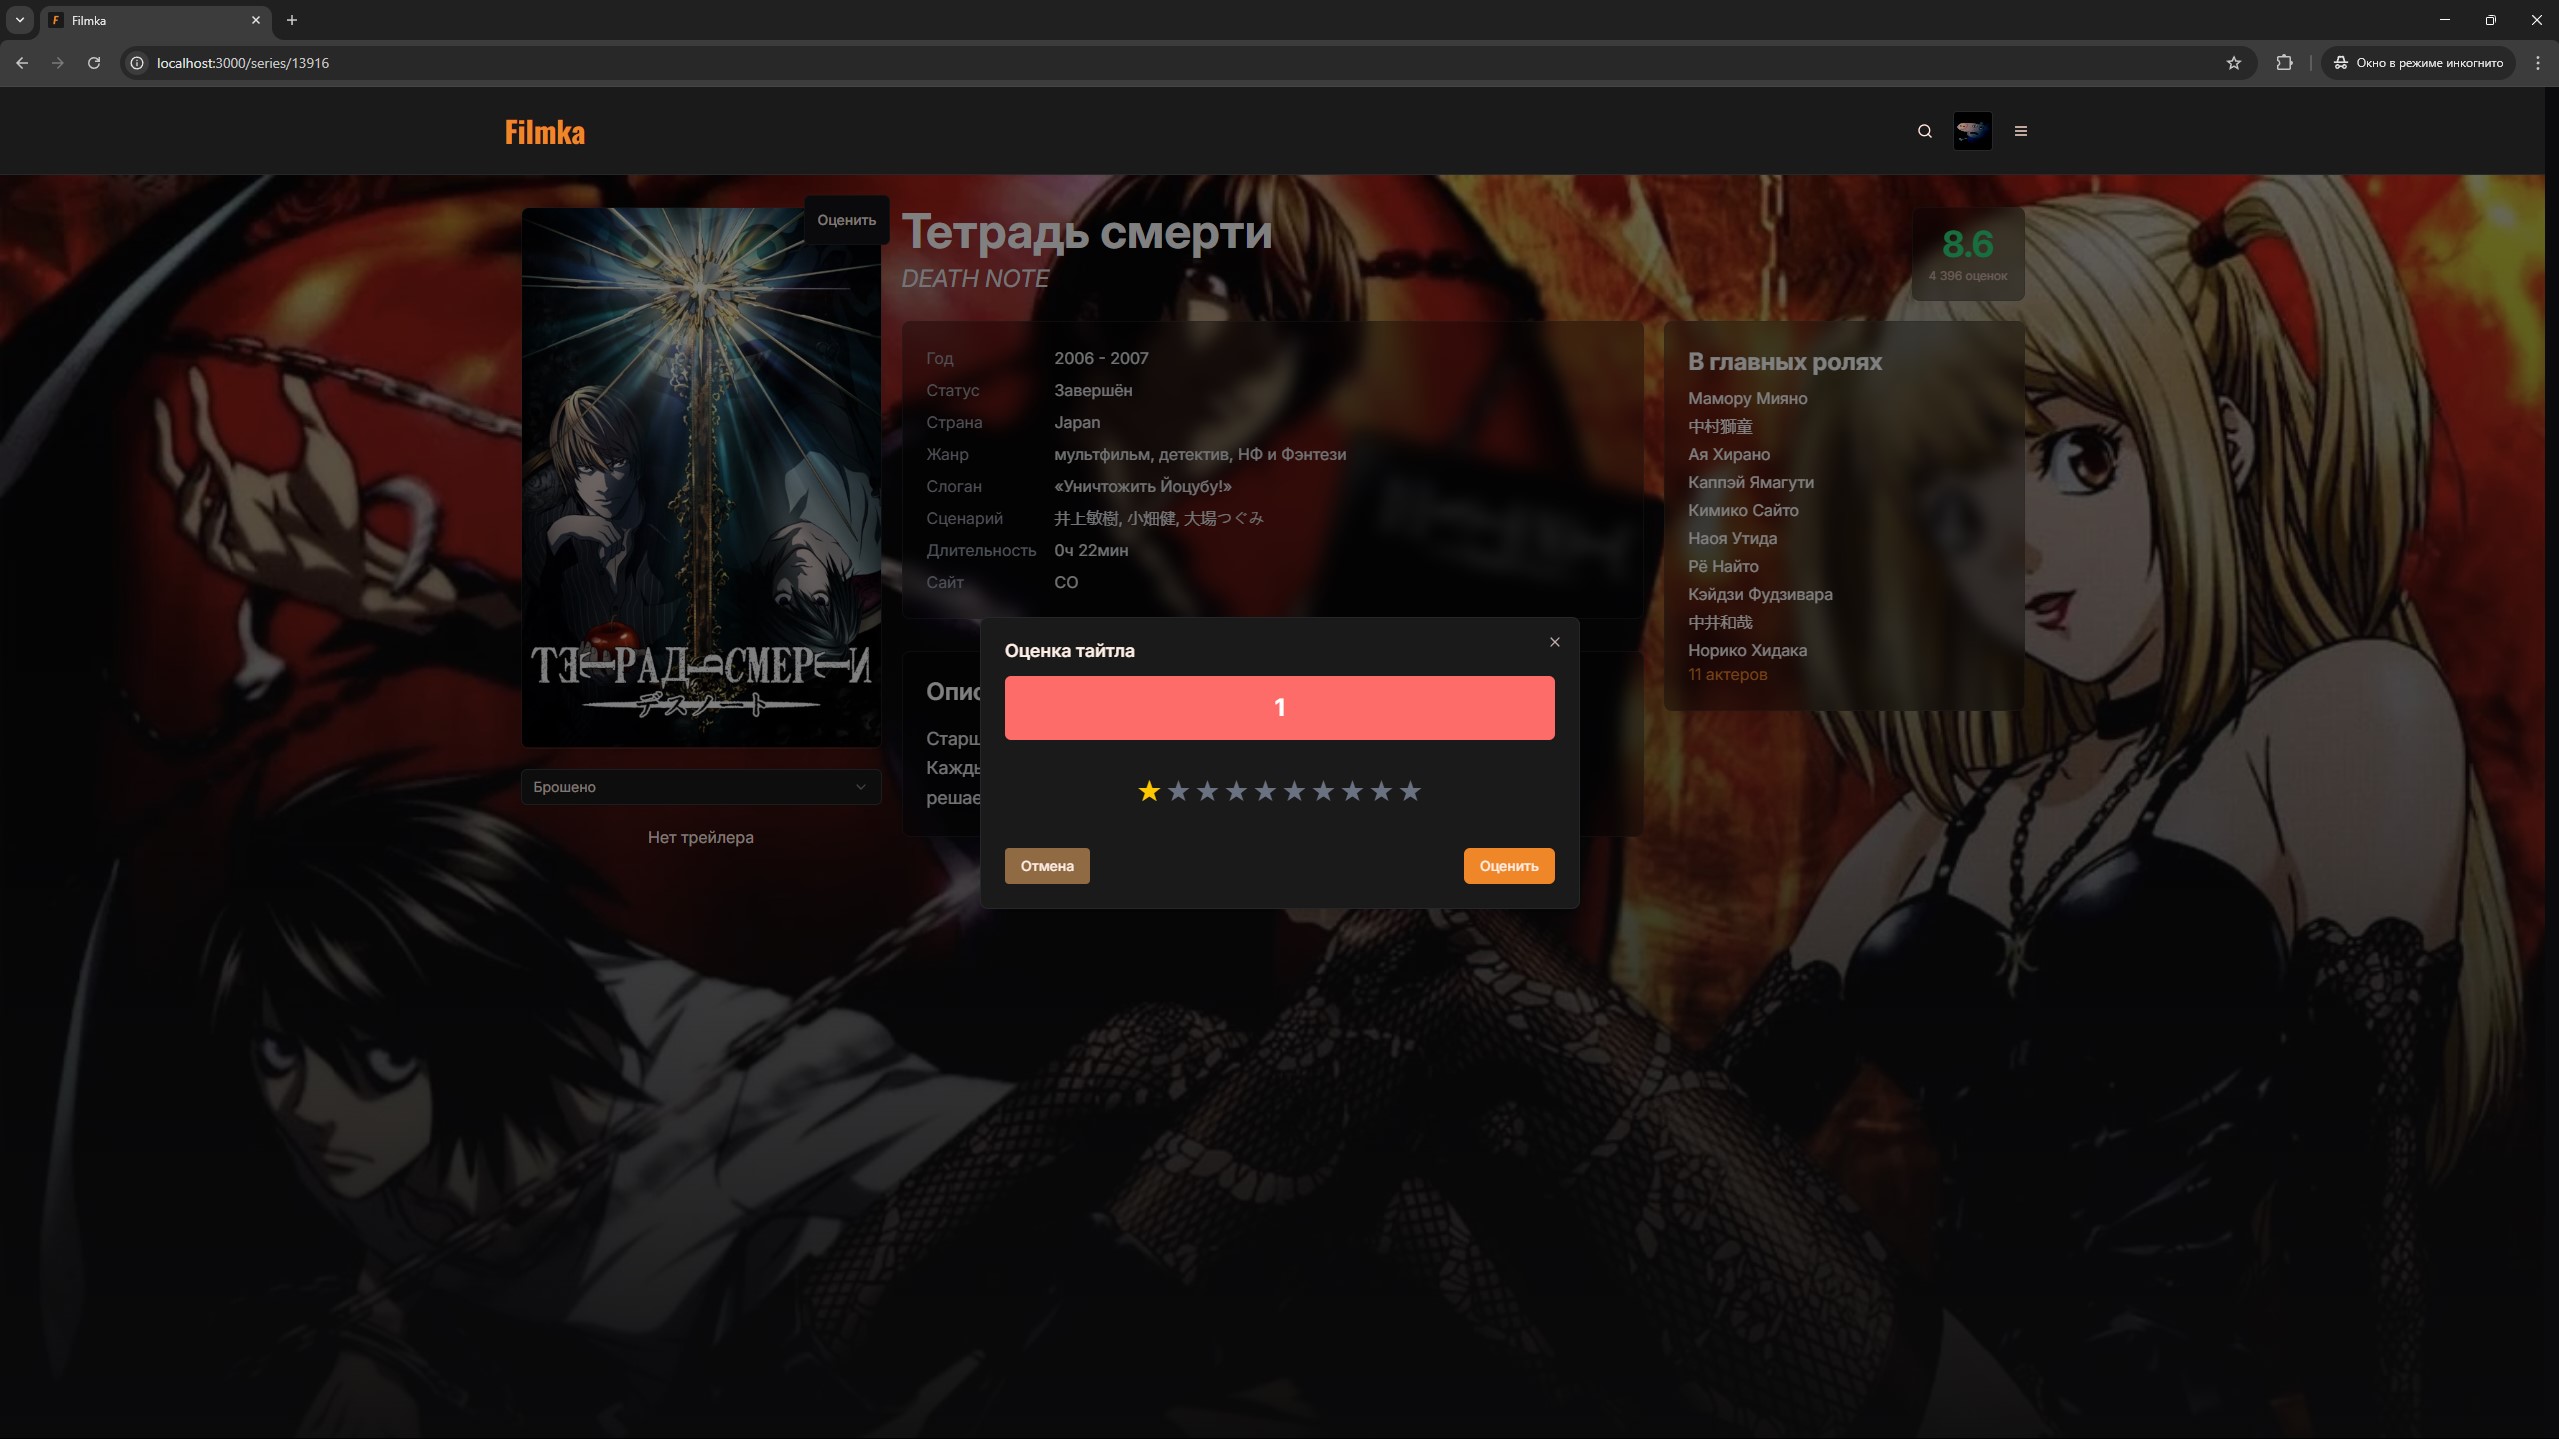 Filmka
localhost:3000/series/13916
Окно в режиме инкогнито
Filmka
Оценить
Тетрадь смерти
DEATH NOTE
8.6
4 396 оценок
ТЭТРАДЬ СМЕРТИ
デスノート
Год 2006 - 2007
Статус Завершён
Страна Japan
Жанр мультфильм, детектив, НФ и Фэнтези
Слоган «Уничтожить Йоцубу!»
Сценарий 井上敏樹, 小畑健, 大場つぐみ
Длительность 0ч 22мин
Сайт CO
В главных ролях
Мамору Мияно
中村獅童
Ая Хирано
Каппэй Ямагути
Кимико Сайто
Наоя Утида
Рё Найто
Кэйдзи Фудзивара
中井和哉
Норико Хидака
11 актеров
Опис
Старш
Кажды
решае
Брошено
Нет трейлера
Оценка тайтла
1
Отмена
Оценить